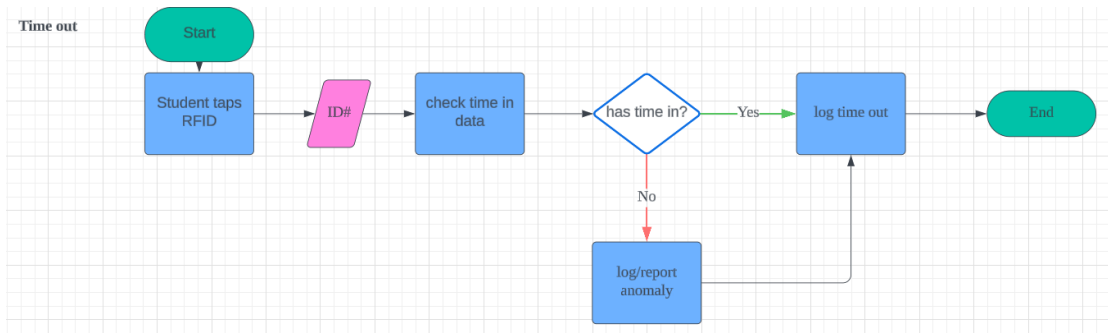 Time out
Start
Student taps
RFID
ID#
check time in
data
has time in?
Yes
log time out
End
No
log/report
anomaly